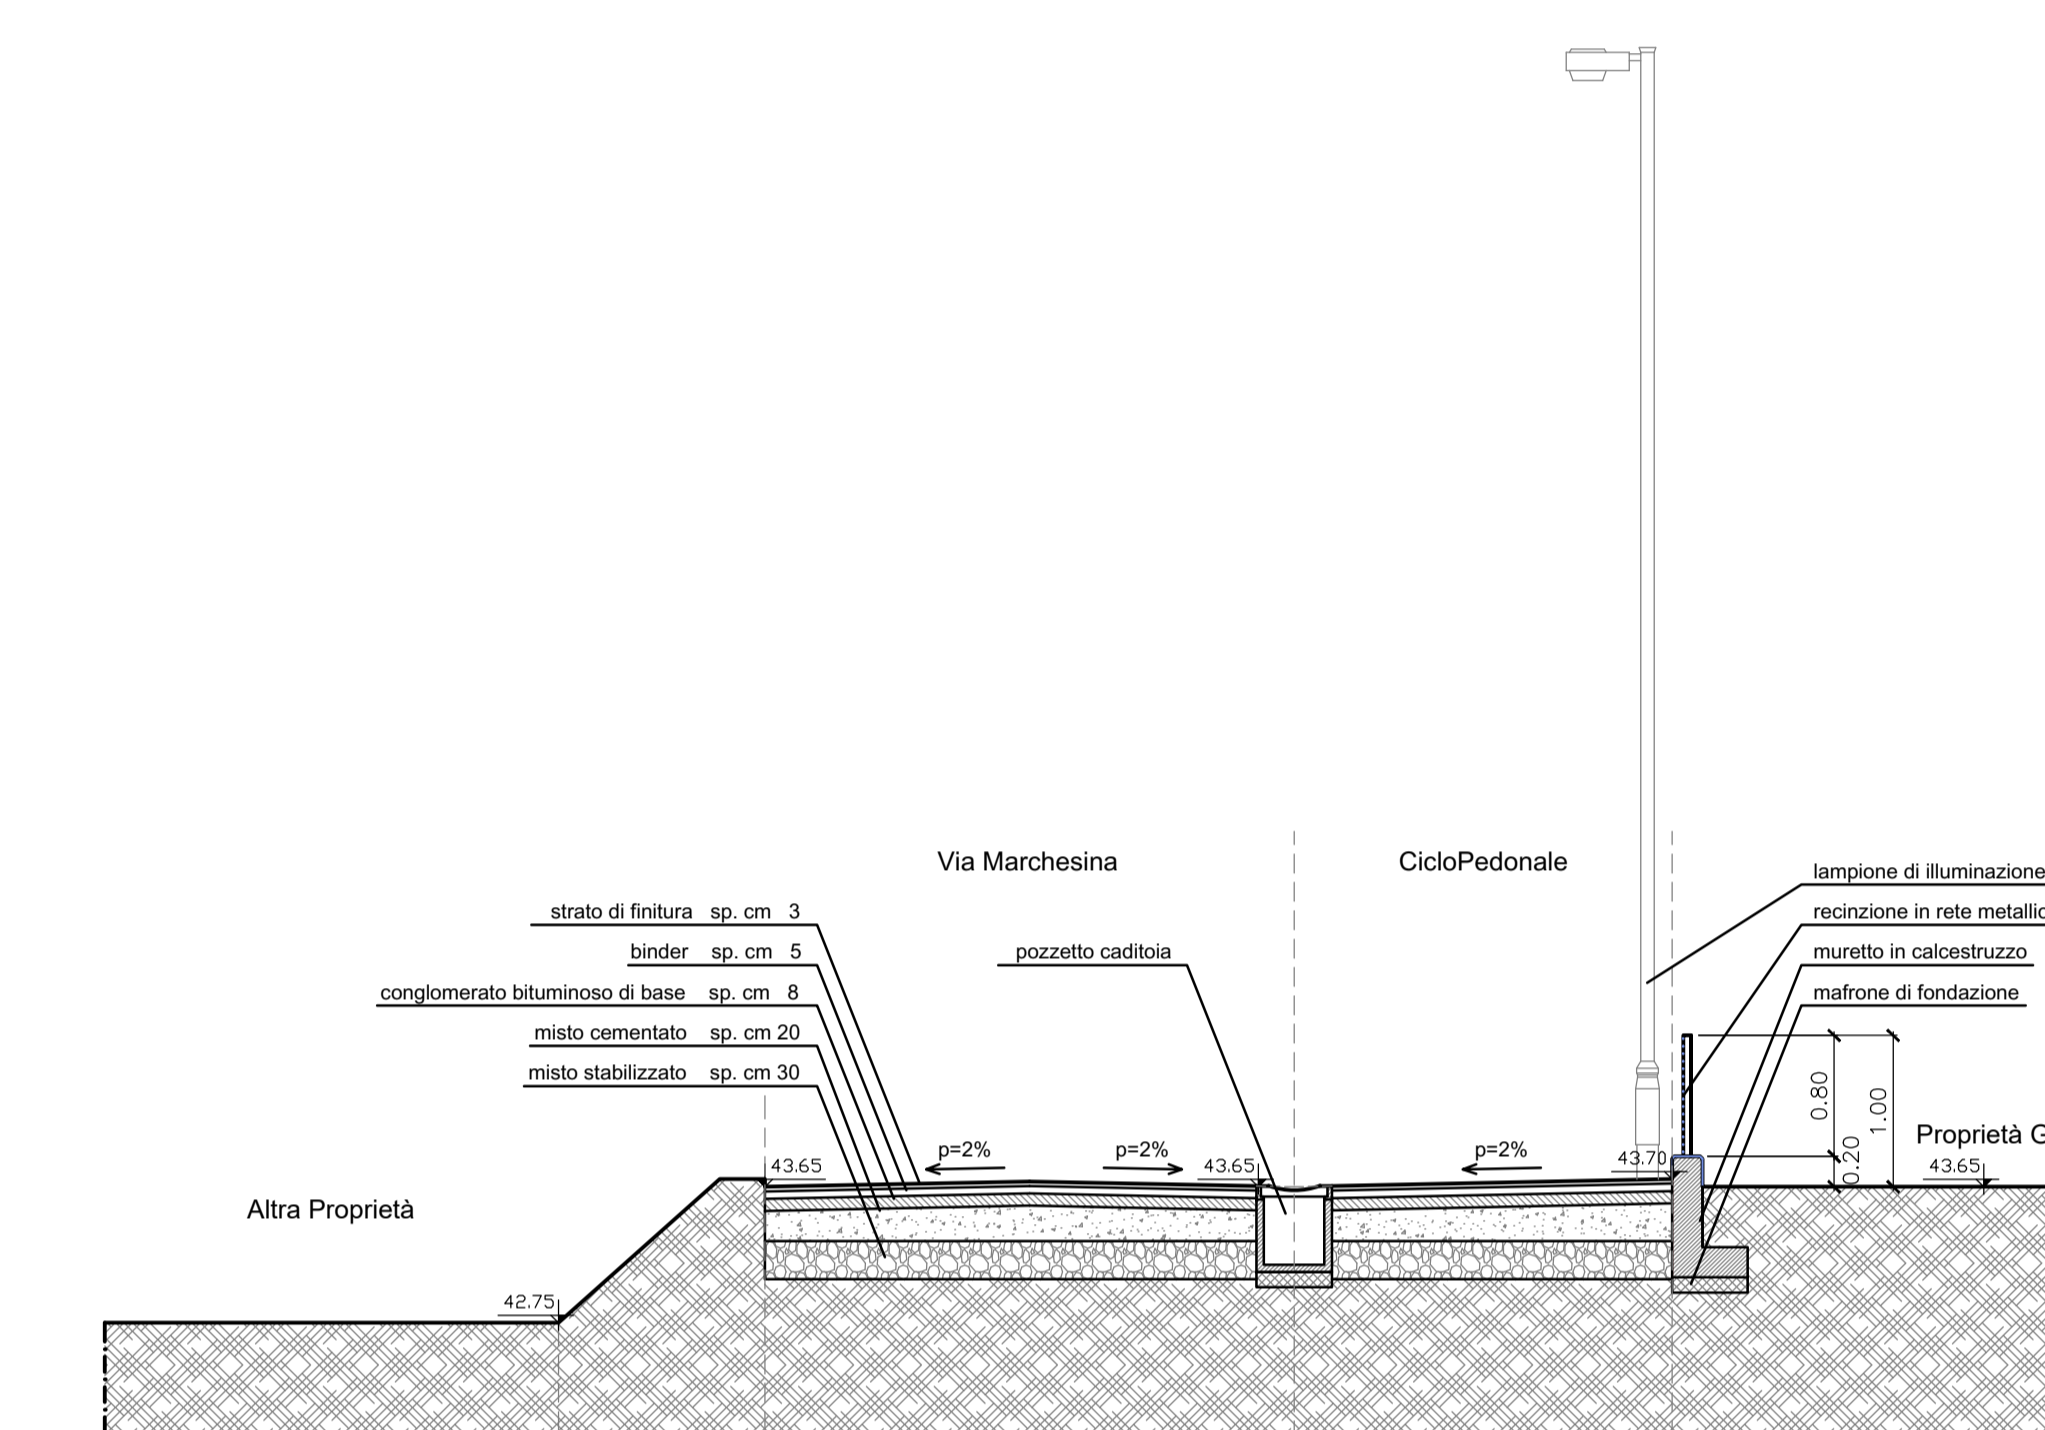 Via Marchesina
CicloPedonale
lampione di illuminazione
strato di finitura sp. cm 3
recinzione in rete metallic
binder sp. cm 5
pozzetto caditoia
muretto in calcestruzzo
conglomerato bituminoso di base sp. cm 8
mafrone di fondazione
misto cementato sp. cm 20
misto stabilizzato sp. cm 30
0.80
1.00
0.20
Proprietà G
p=2%
p=2%
p=2%
43.65
43.65
43.70
43.65
Altra Proprietà
42.75